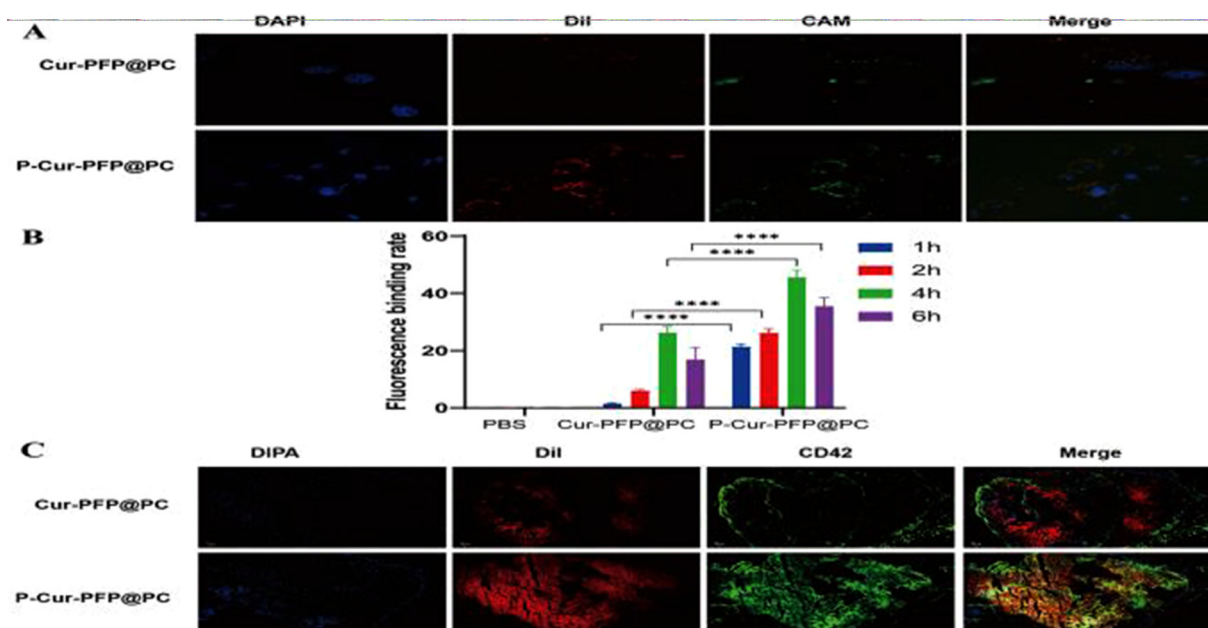 A
DAPI DiI CAM Merge
Cur-PFP@PC
P-Cur-PFP@PC
B
Fluorescence binding rate
60
40
20
0
****
****
****
****
1h
2h
4h
6h
PBS Cur-PFP@PC P-Cur-PFP@PC
C
DIPA DiI CD42 Merge
Cur-PFP@PC
P-Cur-PFP@PC